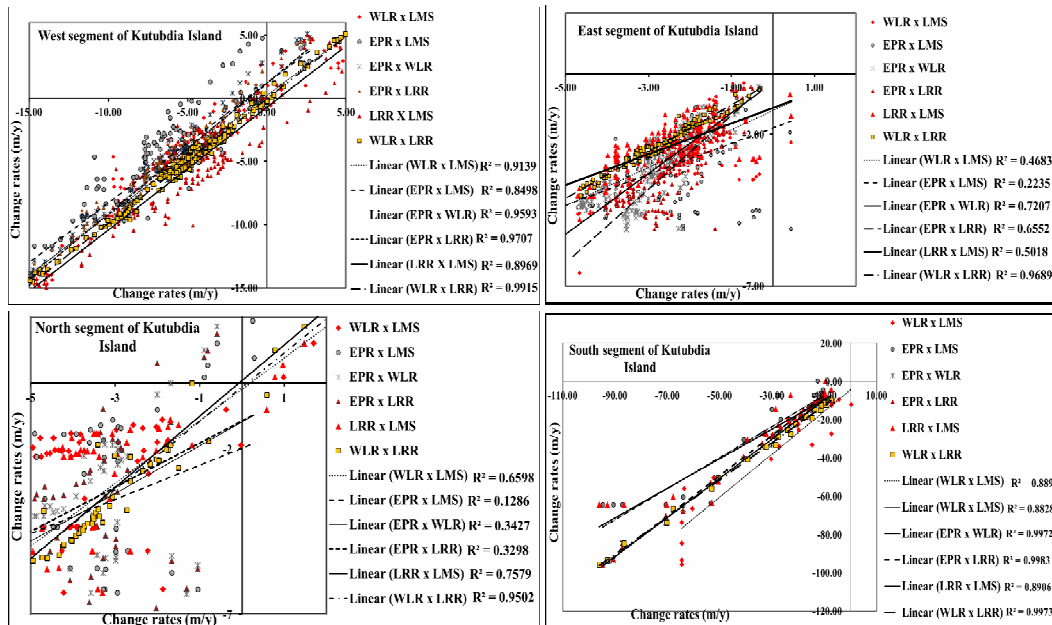 West segment of Kutubdia Island
5.00
-15.00
-10.00
-5.00
0.00
5.00
-5.00
-10.00
-15.00
Change rates (m/y)
Change rates (m/y)
WLR x LMS
EPR x LMS
EPR x WLR
EPR x LRR
LRR X LMS
WLR X LRR
Linear (WLR x LMS) R² = 0.9139
Linear (EPR x LMS) R² = 0.8498
Linear (EPR x WLR) R² = 0.9593
Linear (EPR x LRR) R² = 0.9707
Linear (LRR X LMS) R² = 0.8969
Linear (WLR x LRR) R² = 0.9915
East segment of Kutubdia Island
-5.00
-3.00
-1.00
1.00
-2.00
-7.00
Change rates (m/y)
Change rates (m/y)
WLR x LMS
EPR x LMS
EPR x WLR
EPR x LRR
LRR x LMS
WLR x LRR
Linear (WLR x LMS) R² = 0.4683
Linear (EPR x LMS) R² = 0.2235
Linear (EPR x WLR) R² = 0.7207
Linear (EPR x LRR) R² = 0.6552
Linear (LRR x LMS) R² = 0.5018
Linear (WLR x LRR) R² = 0.9689
North segment of Kutubdia
Island
-5
-3
-1
-2
-7
Change rates (m/y)
Change rates (m/y)
WLR x LMS
EPR x LMS
EPR x WLR
EPR x LRR
LRR x LMS
WLR x LRR
Linear (WLR x LMS) R² = 0.6598
Linear (EPR x LMS) R² = 0.1286
Linear (EPR x WLR) R² = 0.3427
Linear (EPR x LRR) R² = 0.3298
Linear (LRR x LMS) R² = 0.7579
Linear (WLR x LRR) R² = 0.9502
South segment of Kutubdia
Island
20.00
-110.00
-90.00
-70.00
-50.00
-30.00
10.00
-20.00
-40.00
-60.00
-80.00
-100.00
-120.00
Change rates (m/y)
Change rates (m/y)
WLR x LMS
EPR x LMS
EPR x WLR
EPR x LRR
LRR x LMS
WLR x LRR
Linear (WLR x LMS) R² = 0.889
Linear (WLR x LMS) R² = 0.8828
Linear (EPR x WLR) R² = 0.9972
Linear (EPR x LRR) R² = 0.9983
Linear (LRR x LMS) R² = 0.8906
Linear (WLR x LRR) R² = 0.9973